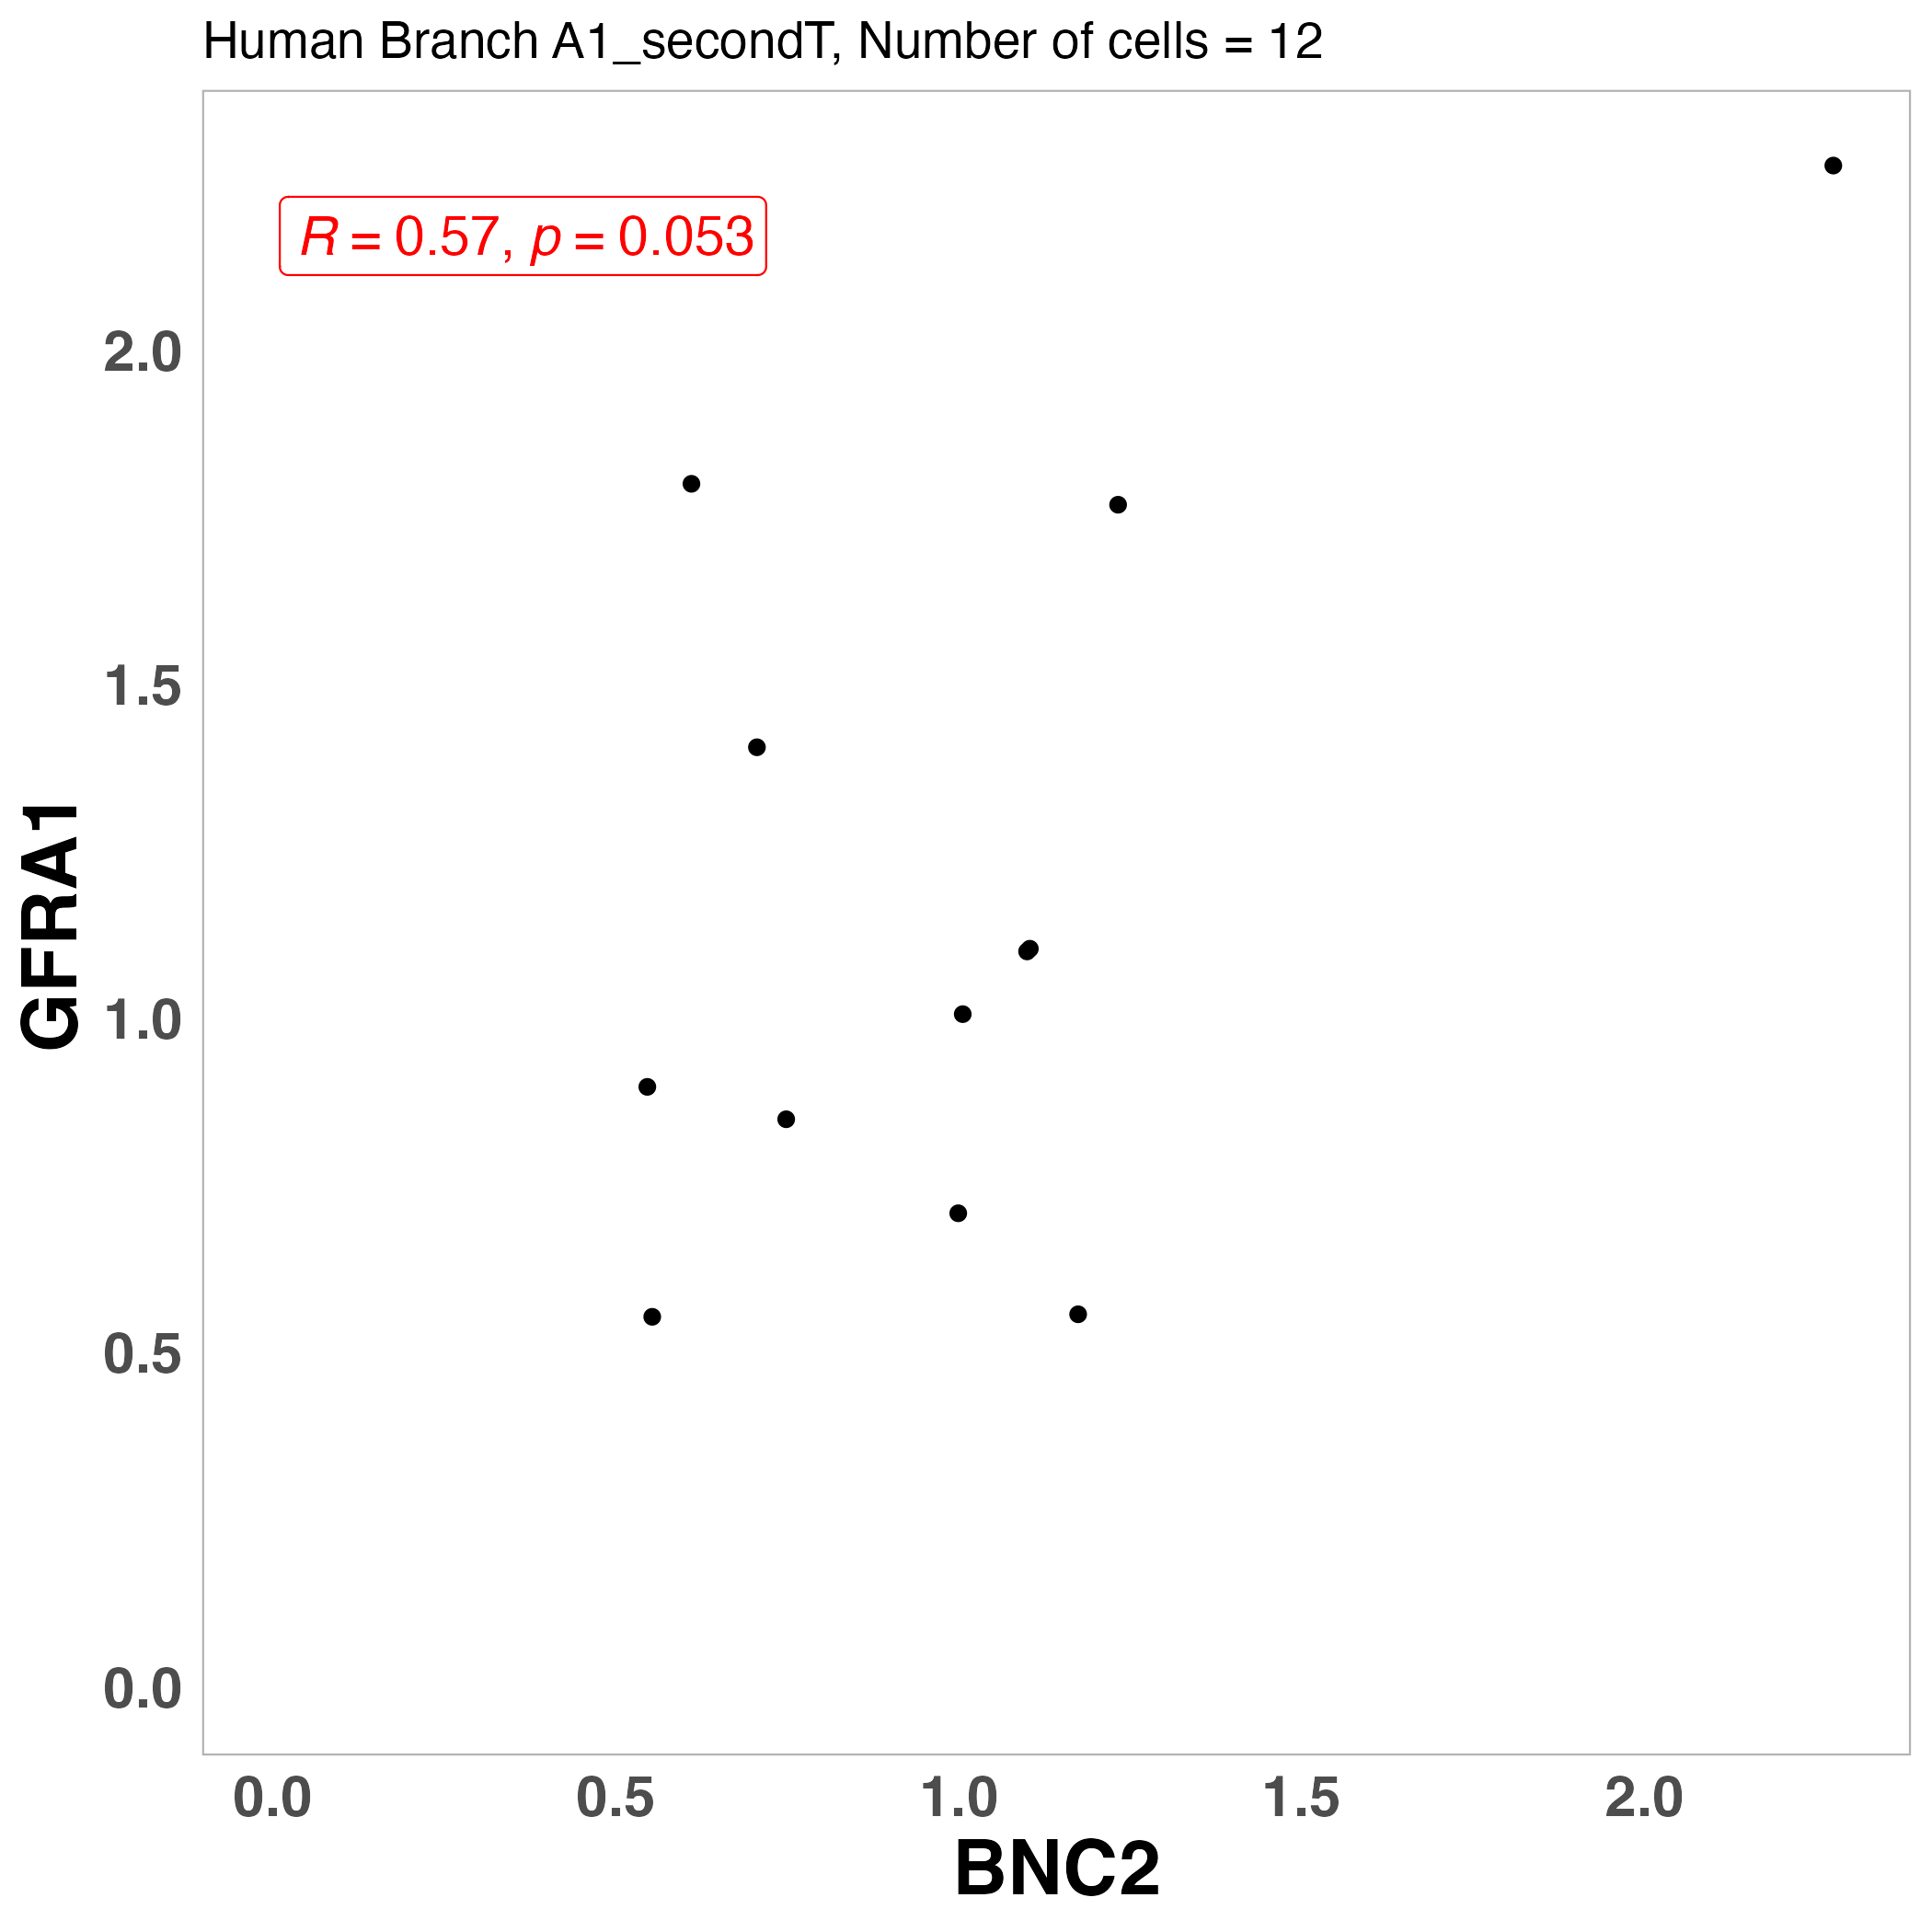 Human Branch A1_secondT, Number of cells = 12
R = 0.57, p = 0.053
2.0
1.5
1.0
0.5
0.0
GFRA1
0.0 0.5 1.0 1.5 2.0
BNC2